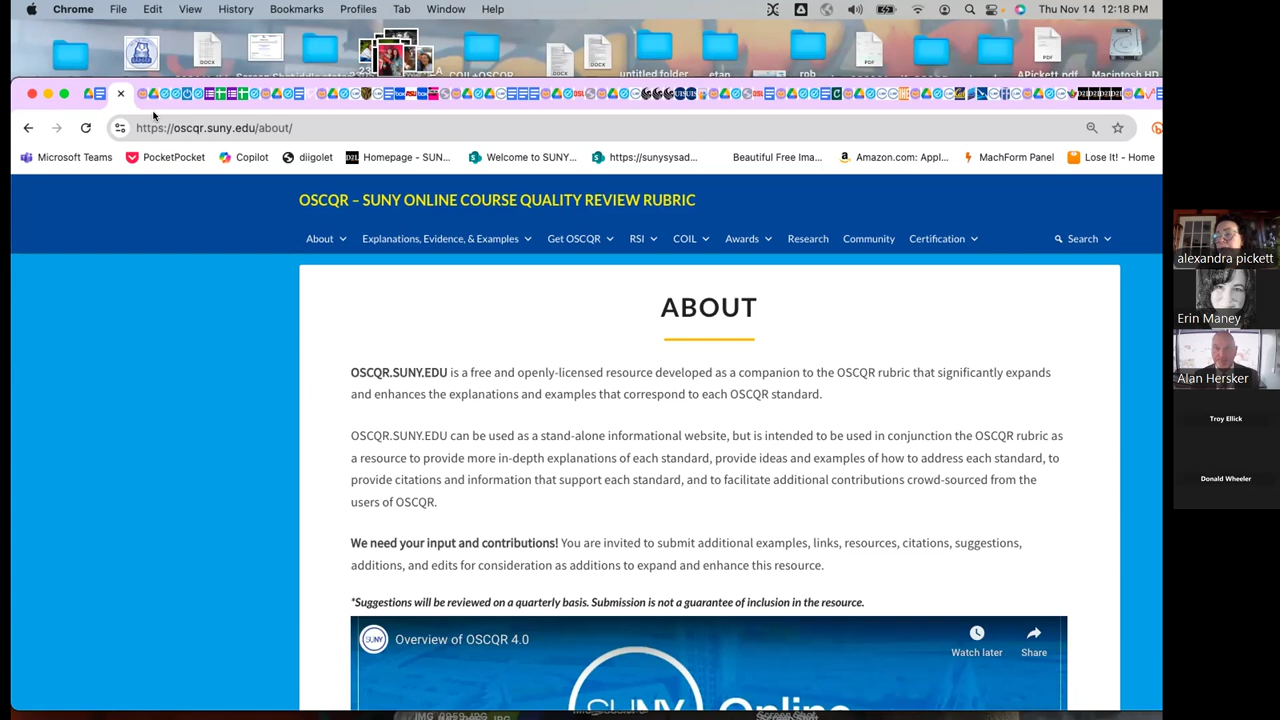 Chrome File Edit View History Bookmarks Profiles Tab Window Help Thu Nov 14 12:18 PM
DOCX
COIL+OSCQR
untitled folder
etan
rob
APickett.pdf
Macintosh HD
https://oscqr.suny.edu/about/
Microsoft Teams PocketPocket Copilot diigolet Homepage - SUN... Welcome to SUNY... https://sunysysad... Beautiful Free Ima... Amazon.com: Appl... MachForm Panel Lose It! - Home
OSCQR – SUNY ONLINE COURSE QUALITY REVIEW RUBRIC
About Explanations, Evidence, & Examples Get OSCQR RSI COIL Awards Research Community Certification Search
ABOUT
OSCQR.SUNY.EDU is a free and openly-licensed resource developed as a companion to the OSCQR rubric that significantly expands
and enhances the explanations and examples that correspond to each OSCQR standard.
OSCQR.SUNY.EDU can be used as a stand-alone informational website, but is intended to be used in conjunction the OSCQR rubric as
a resource to provide more in-depth explanations of each standard, provide ideas and examples of how to address each standard, to
provide citations and information that support each standard, and to facilitate additional contributions crowd-sourced from the
users of OSCQR.
We need your input and contributions! You are invited to submit additional examples, links, resources, citations, suggestions,
additions, and edits for consideration as additions to expand and enhance this resource.
*Suggestions will be reviewed on a quarterly basis. Submission is not a guarantee of inclusion in the resource.
SUNY Overview of OSCQR 4.0
Watch later Share
SUNY Online
alexandra pickett
Erin Maney
Alan Hersker
Troy Ellick
Donald Wheeler